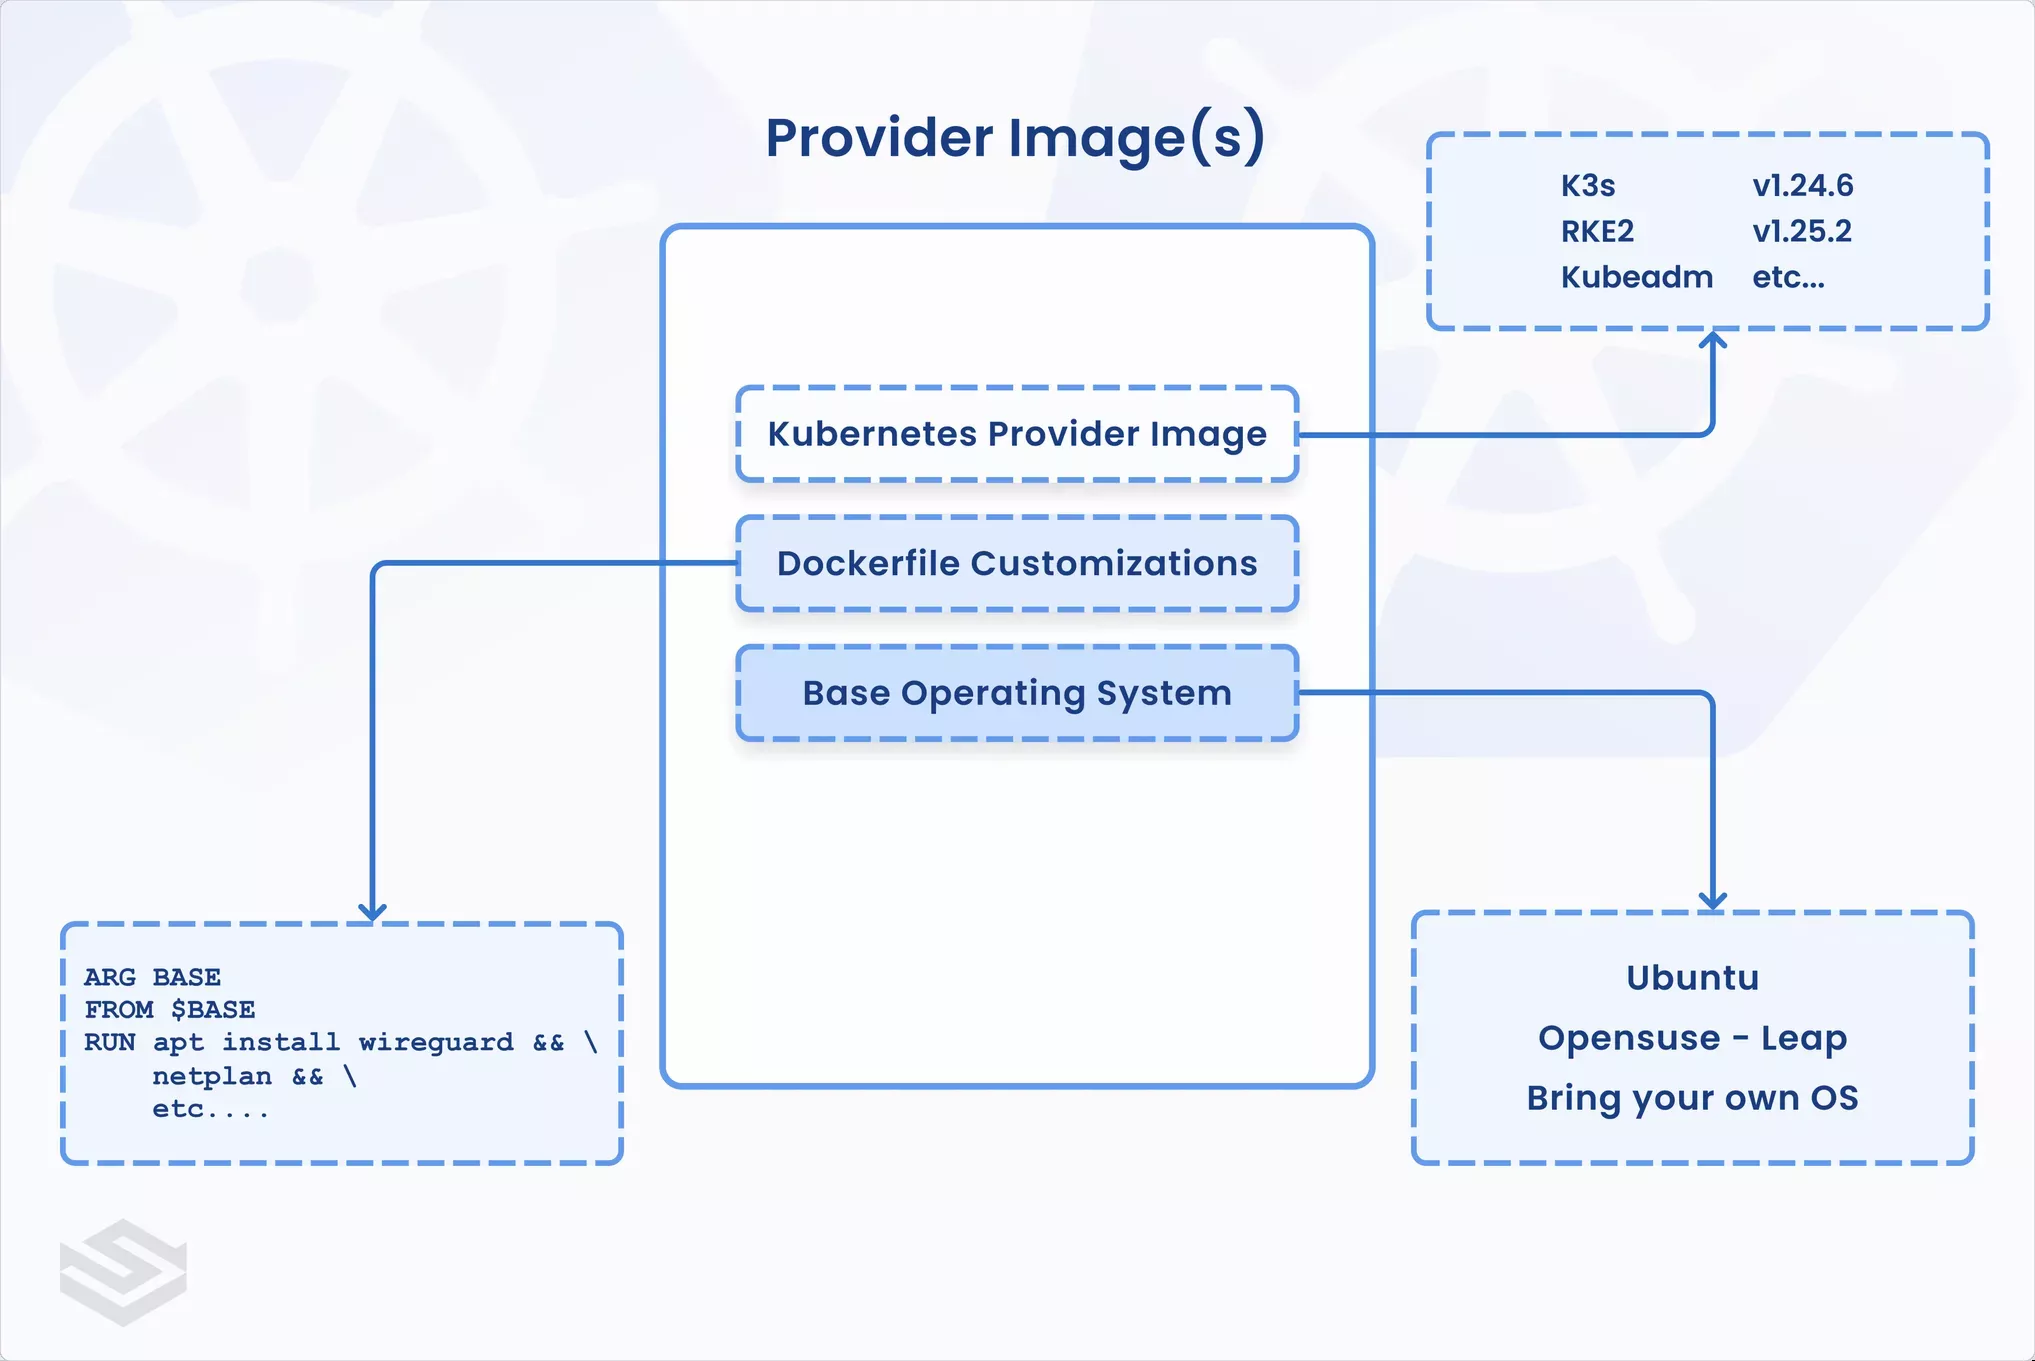 Provider Image(s)
K3s v1.24.6
RKE2 v1.25.2
Kubeadm etc...
Kubernetes Provider Image
Dockerfile Customizations
Base Operating System
ARG BASE
FROM $BASE
RUN apt install wireguard && \
netplan && \
etc....
Ubuntu
Opensuse - Leap
Bring your own OS